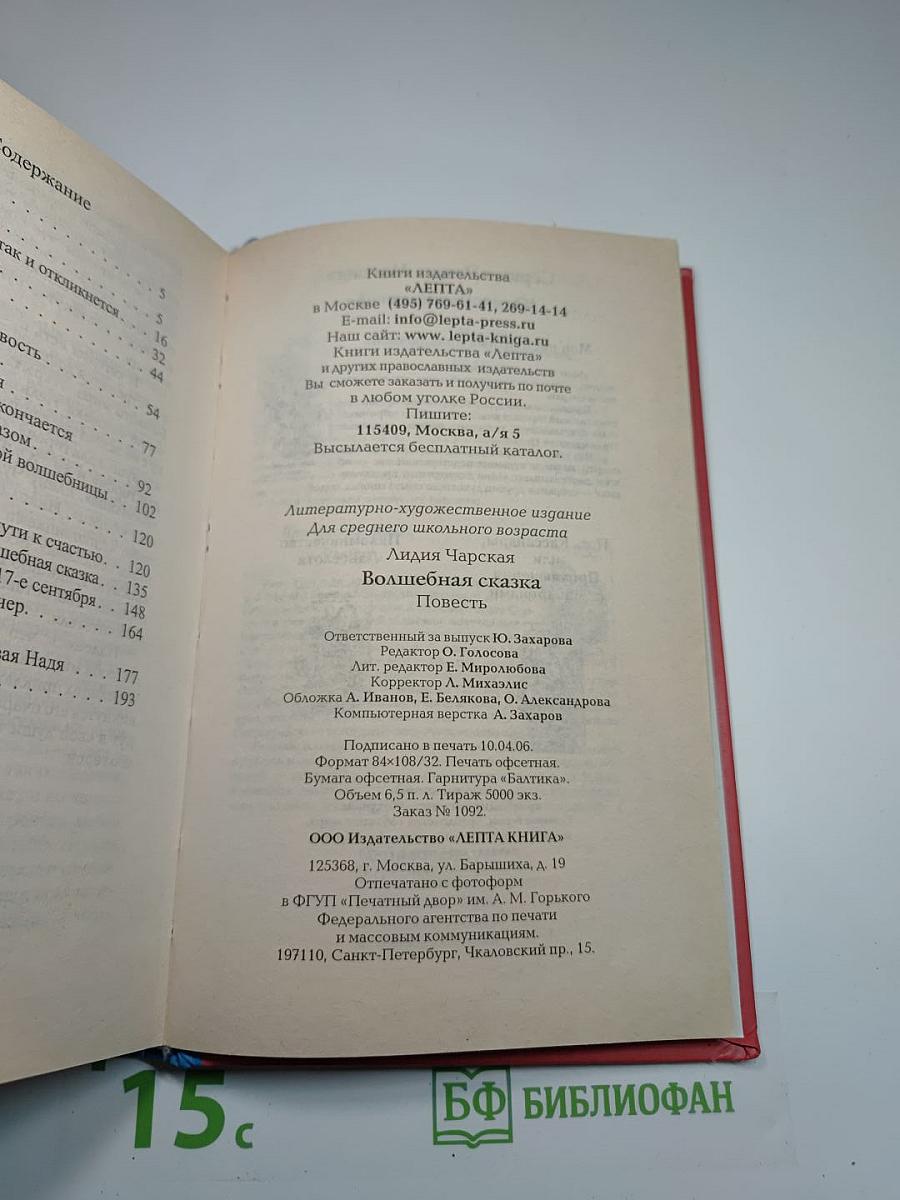 Содержание
5
так и откликнется. . . 5
16
32
вость 44
54
я
кончается 77
азом. 92
ой волшебницы. . 102
120
ути к счастью. . 120
шебная сказка. . 135
17-е сентября. . 148
чер. 164
вая Надя . . . 177
193
Книги издательства
«ЛЕПТА»
в Москве (495) 769-61-41, 269-14-14
E-mail: info@lepta-press.ru
Наш сайт: www. lepta-kniga.ru
Книги издательства «Лепта»
и других православных издательств
Вы сможете заказать и получить по почте
в любом уголке России.
Пишите:
115409, Москва, а/я 5
Высылается бесплатный каталог.
Литературно-художественное издание
Для среднего школьного возраста
Лидия Чарская
Волшебная сказка
Повесть
Ответственный за выпуск Ю. Захарова
Редактор О. Голосова
Лит. редактор Е. Миролюбова
Корректор Л. Михаэлис
Обложка А. Иванов, Е. Белякова, О. Александрова
Компьютерная верстка А. Захаров
Подписано в печать 10.04.06.
Формат 84×108/32. Печать офсетная.
Бумага офсетная. Гарнитура «Балтика».
Объем 6,5 п. л. Тираж 5000 экз.
Заказ № 1092.
ООО Издательство «ЛЕПТА КНИГА»
125368, г. Москва, ул. Барышиха, д. 19
Отпечатано с фотоформ
в ФГУП «Печатный двор» им. А. М. Горького
Федерального агентства по печати
и массовым коммуникациям.
197110, Санкт-Петербург, Чкаловский пр., 15.
15 с
БФ БИБЛИОФАН